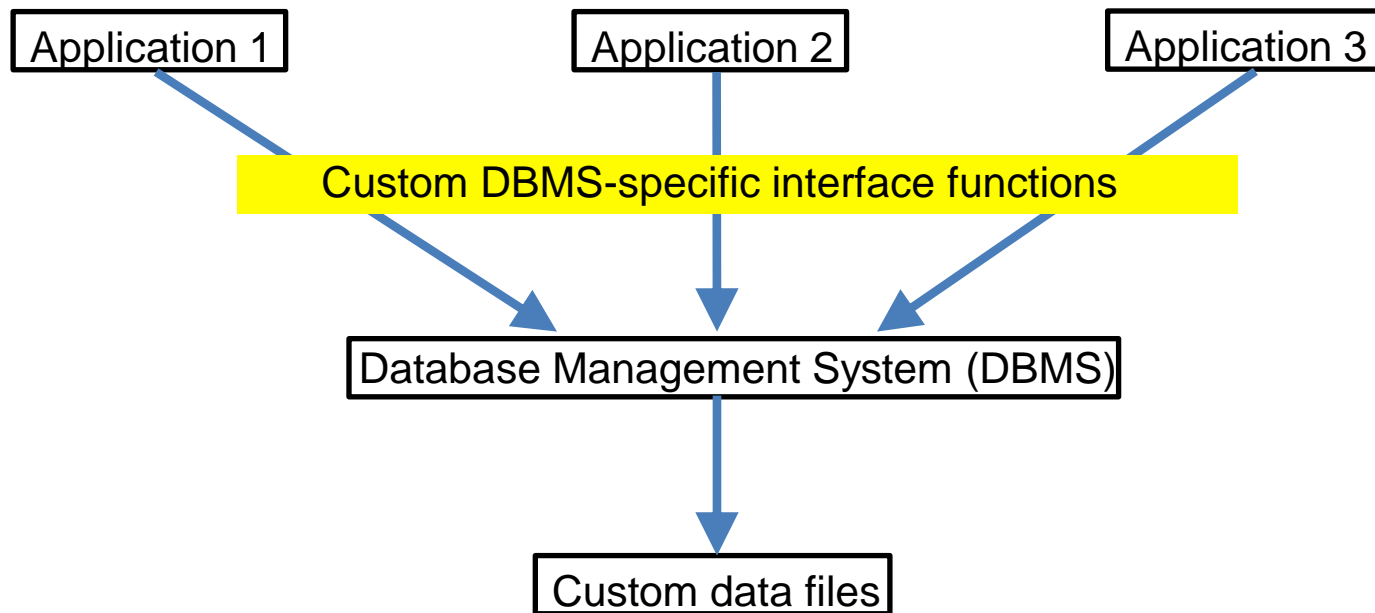 Application 1
Application 2
Application 3
Custom DBMS-specific interface functions
Database Management System (DBMS)
Custom data files